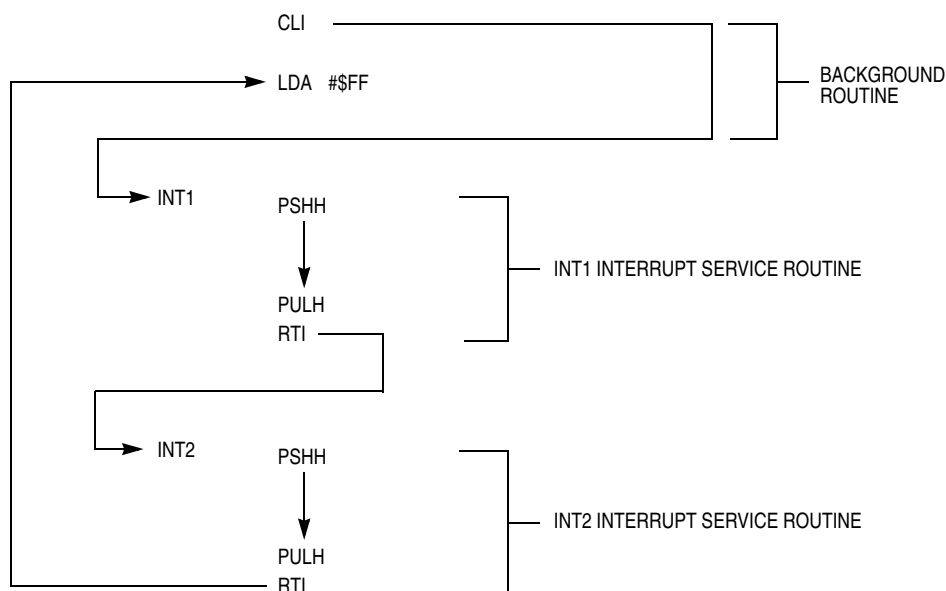 CLI
LDA #$FF
BACKGROUND
ROUTINE
INT1
PSHH
INT1 INTERRUPT SERVICE ROUTINE
PULH
RTI
INT2
PSHH
INT2 INTERRUPT SERVICE ROUTINE
PULH
RTI